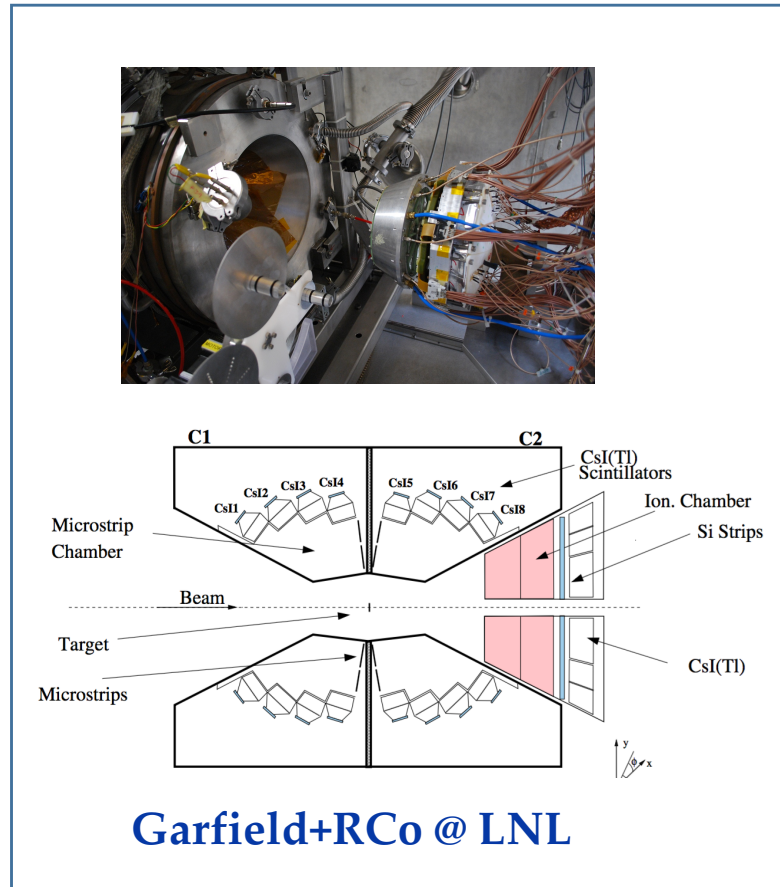 C1
C2
CsI(Tl)
Scintillators
CsI1
CsI2
CsI3
CsI4
CsI5
CsI6
CsI7
CsI8
Ion. Chamber
Si Strips
Microstrip
Chamber
Beam
Target
CsI(Tl)
Microstrips
y
ϕ
x
Garfield+RCo @ LNL